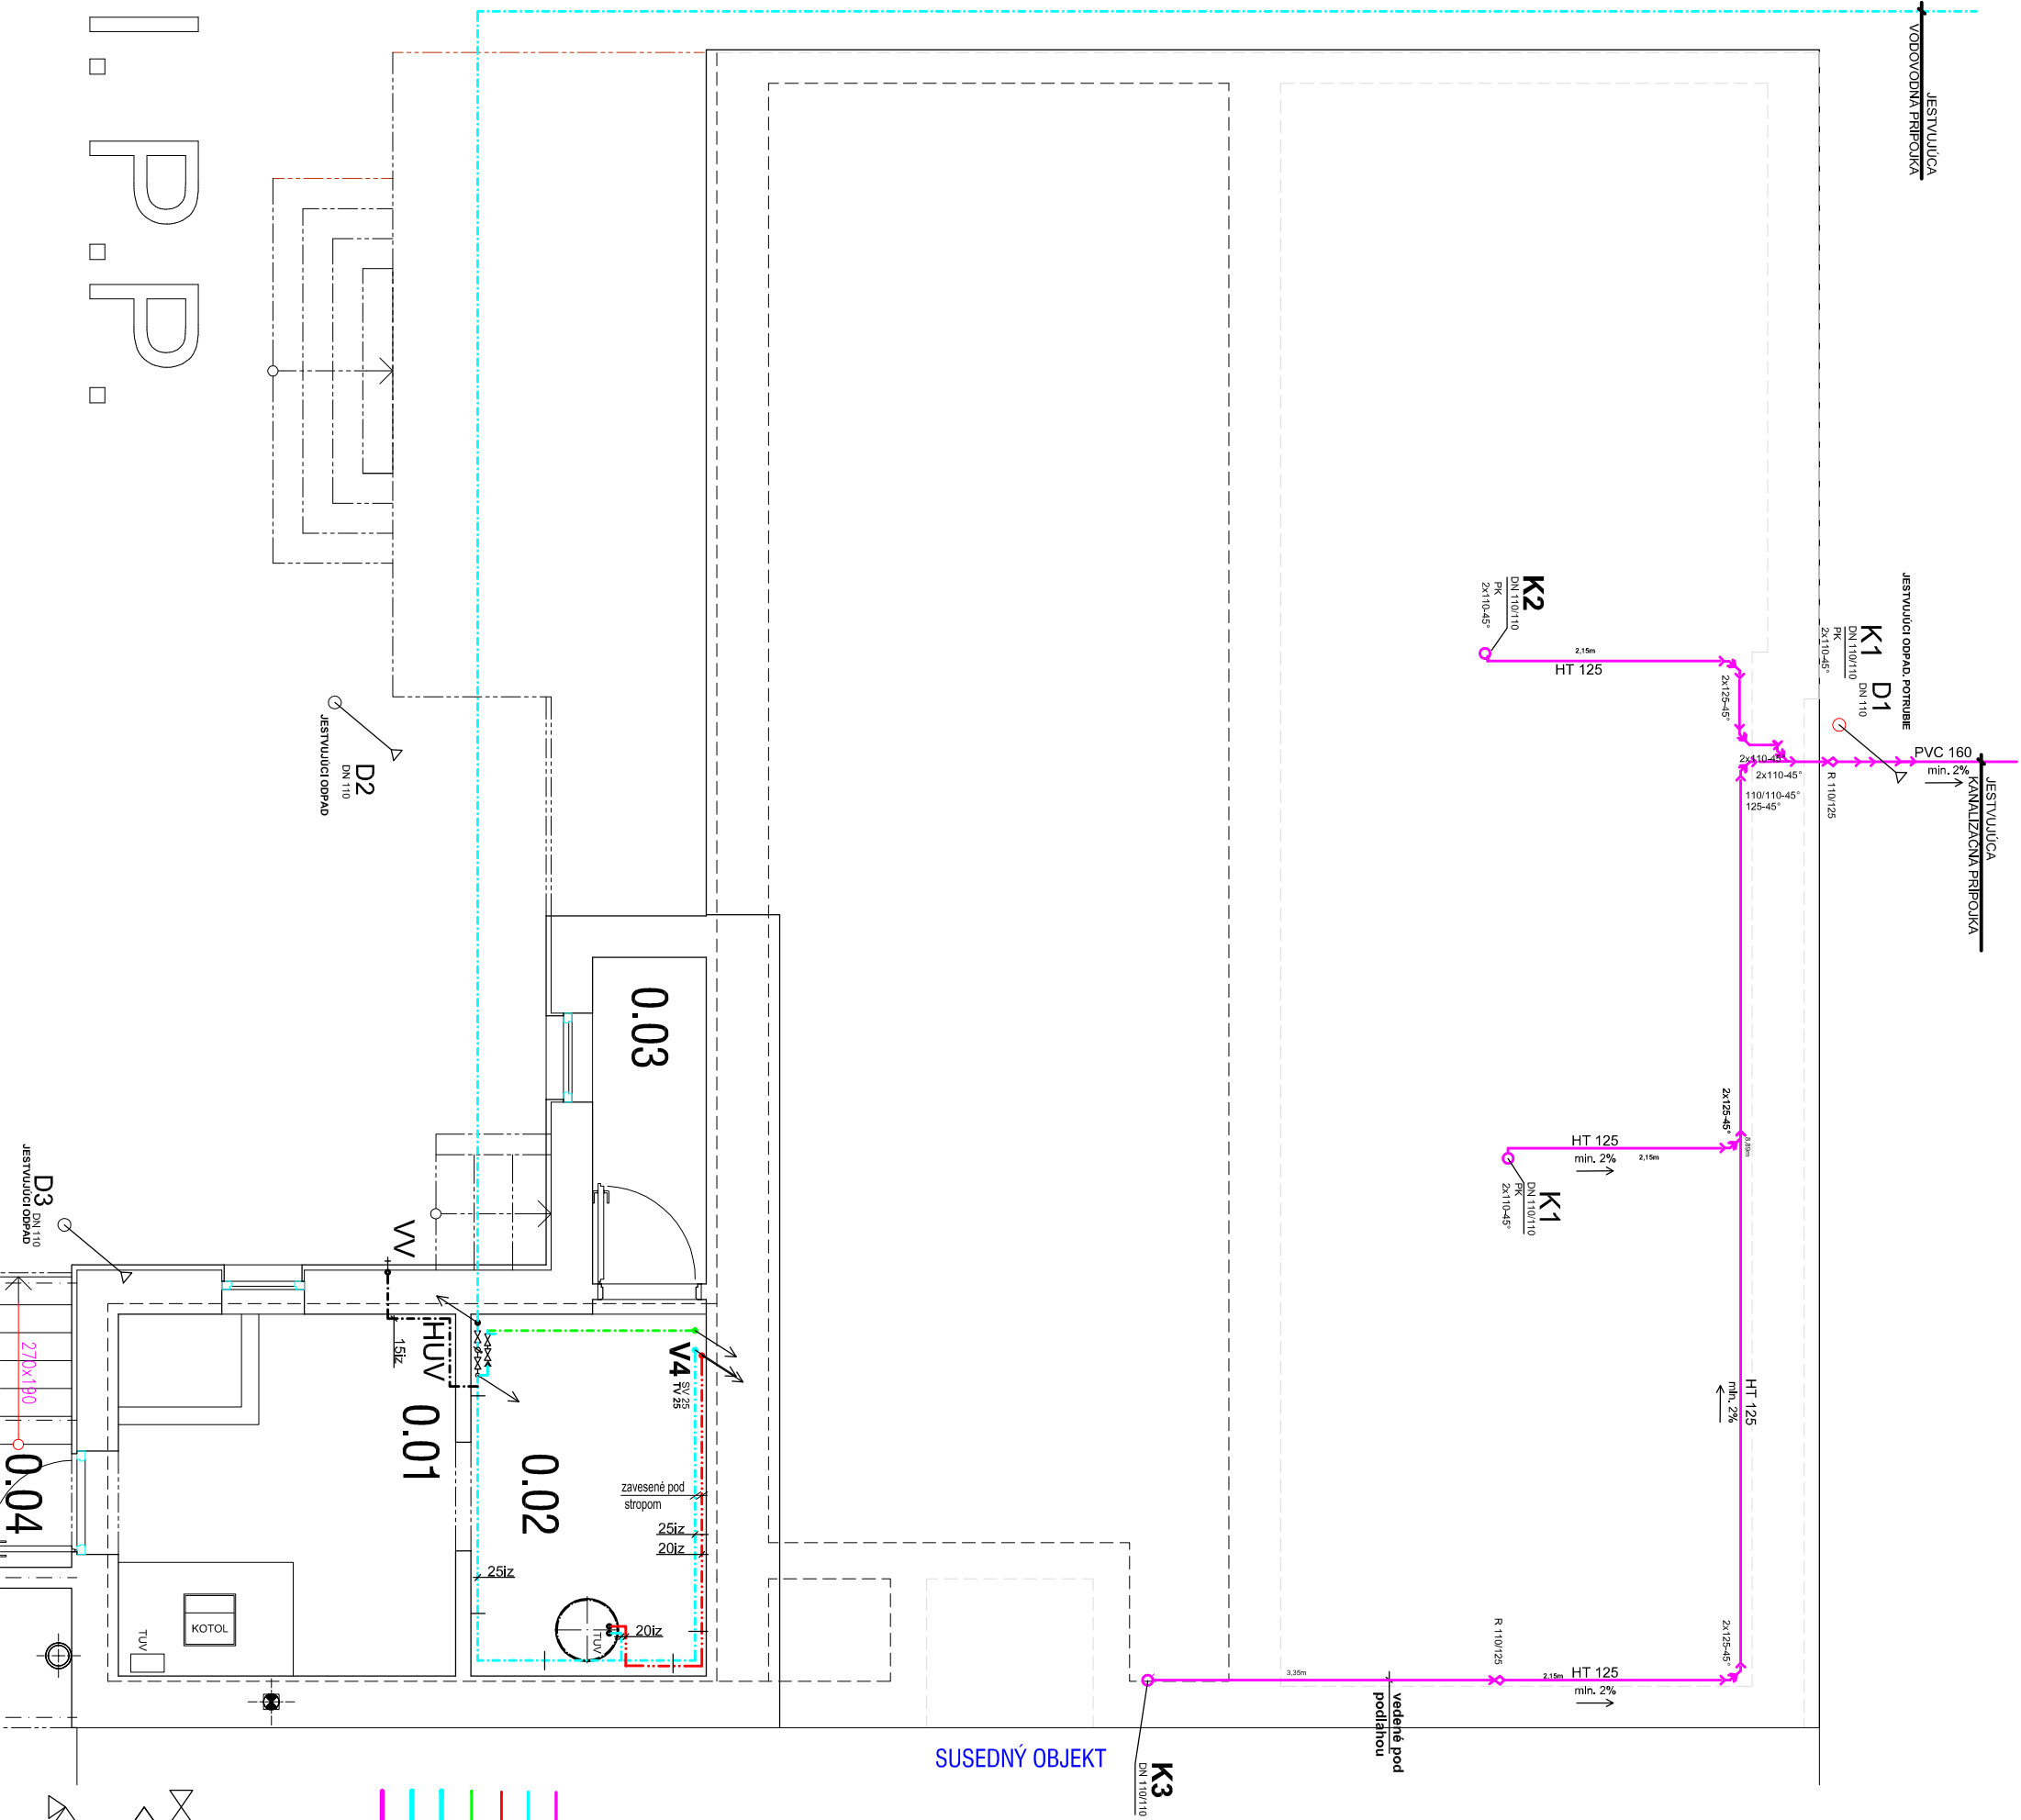 I. P.P.
JESTVUJÚCA
VODOVODNÁ PRÍPOJKA
JESTVUJÚCI ODPAD. POTRUBIE
K1
DN 110/110
PK
2x110-45°
D1
DN 110
PVC 160
min. 2%
JESTVUJÚCA
KANALIZAČNÁ PRÍPOJKA
R 110/125
K2
DN 110/110
PK
2x110-45°
2,15m
HT 125
2x125-45°
2x110-45°
2x110-45°
110/110-45°
125-45°
D2
DN 110
JESTVUJÚCI ODPAD
0.03
HT 125
min. 2%
2,15m
2x125-45°
8,89m
K1
DN 110/110
PK
2x110-45°
D3
DN 110
JESTVUJÚCI ODPAD
VV
15iz
HUV
V4
SV 25
TV 25
270x190
0.01
0.02
0.04
zavesené pod
stropom
25iz
20iz
25iz
20iz
TUV
KOTOL
TUV
HT 125
min. 2%
2x125-45°
R 110/125
2,15m
HT 125
min. 2%
3,35m
vedené pod
podlahou
K3
DN 110/110
SUSEDNÝ OBJEKT